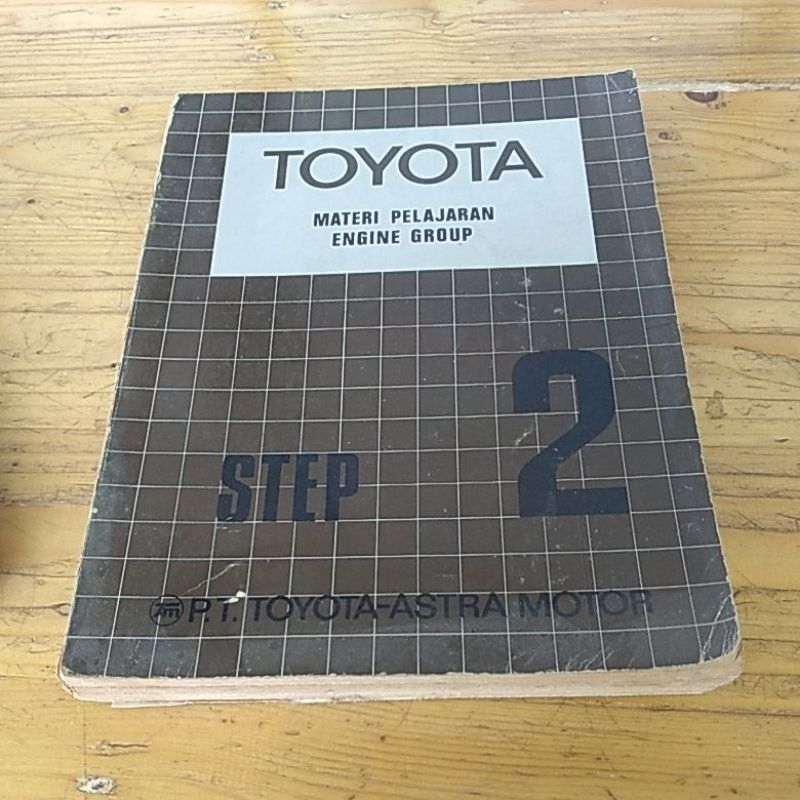 TOYOTA
MATERI PELAJARAN
ENGINE GROUP
STEP 2
P.T. TOYOTA-ASTRA MOTOR